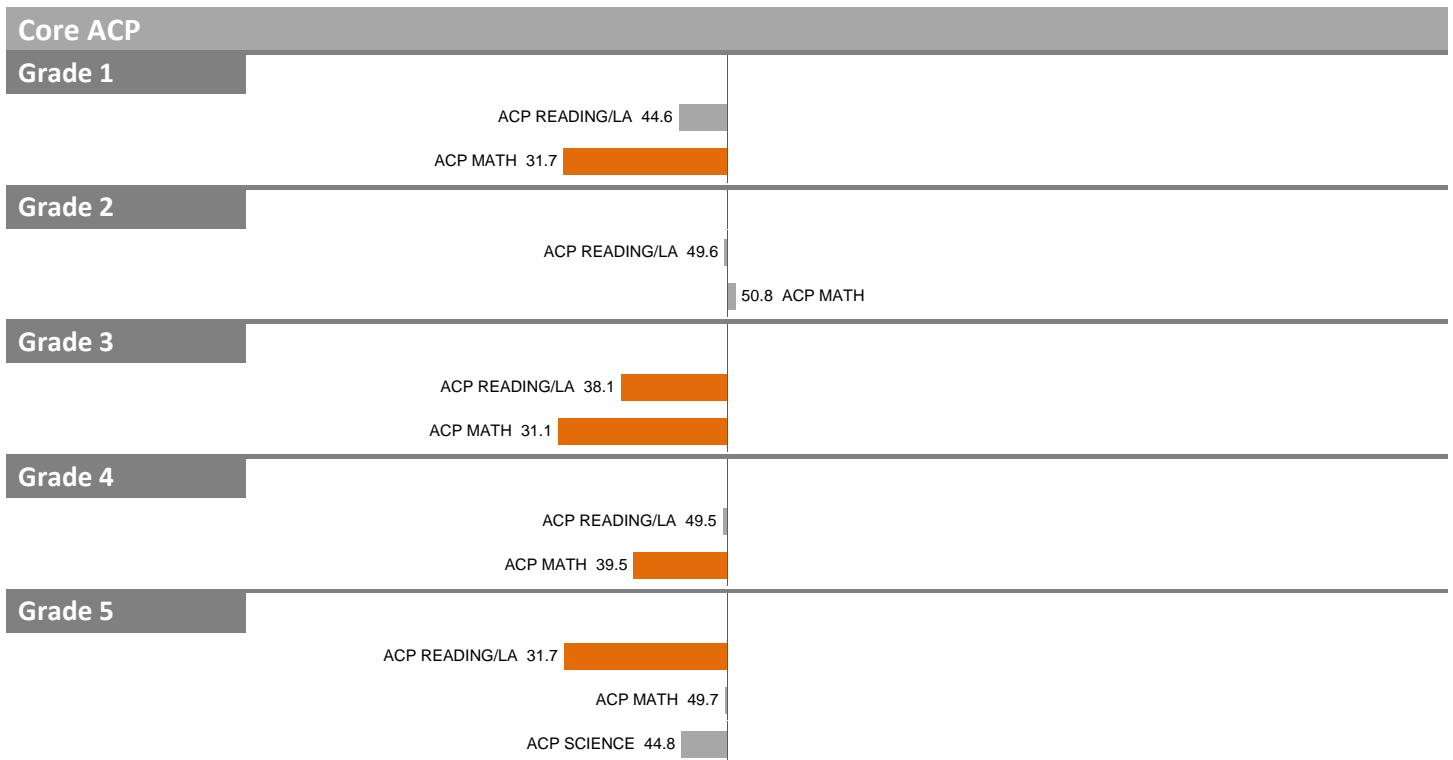 Core ACP
Grade 1
ACP READING/LA 44.6
ACP MATH 31.7
Grade 2
ACP READING/LA 49.6
50.8 ACP MATH
Grade 3
ACP READING/LA 38.1
ACP MATH 31.1
Grade 4
ACP READING/LA 49.5
ACP MATH 39.5
Grade 5
ACP READING/LA 31.7
ACP MATH 49.7
ACP SCIENCE 44.8